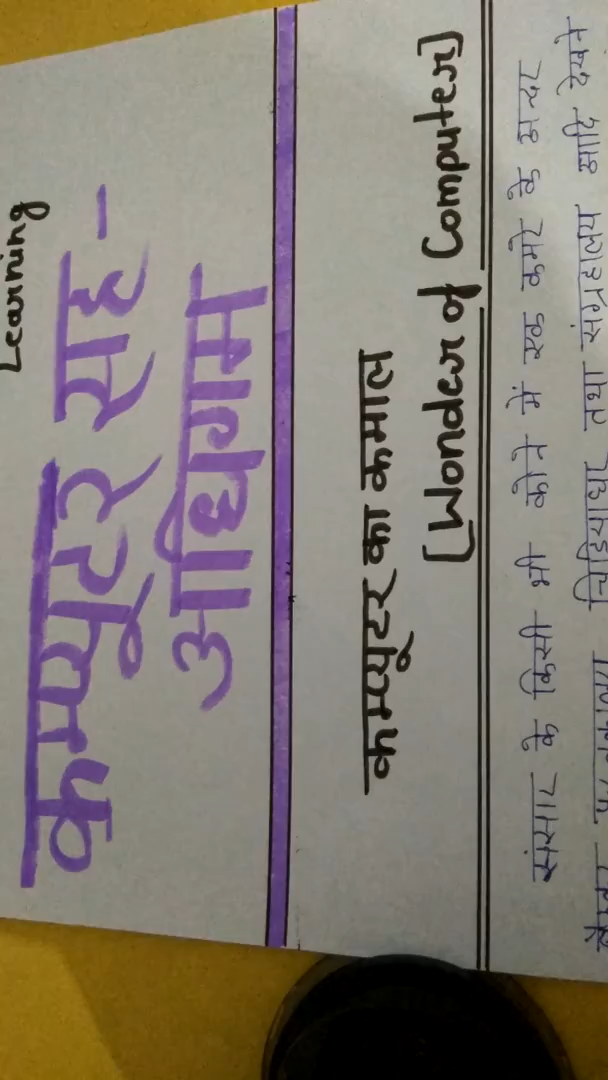 Learning
कम्प्यूटर सह-
अधिगम
कम्प्यूटर का कमाल
[Wonder of Computer]
संसार के किसी भी कोने में एक कमरे के अन्दर
बैठकर चिड़ियाघर तथा संग्रहालय आदि देखने